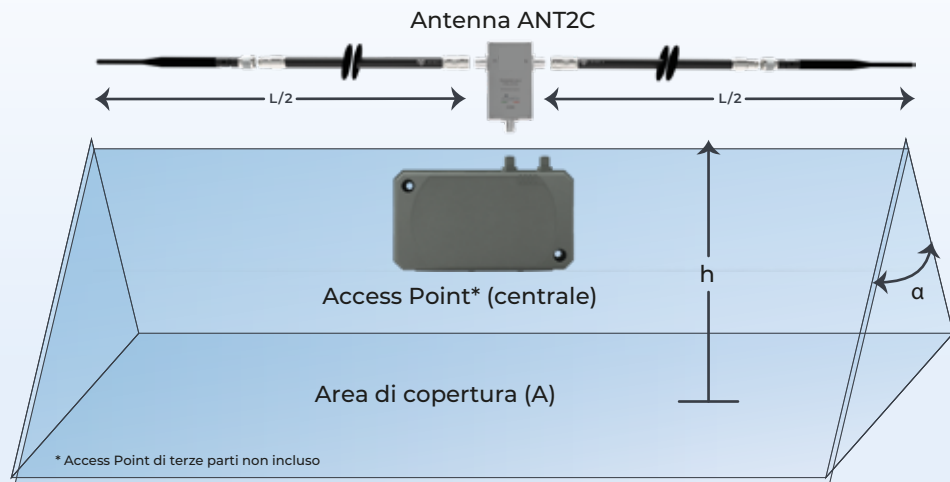 Antenna ANT2C
L/2
L/2
h
α
Access Point* (centrale)
Area di copertura (A)
* Access Point di terze parti non incluso